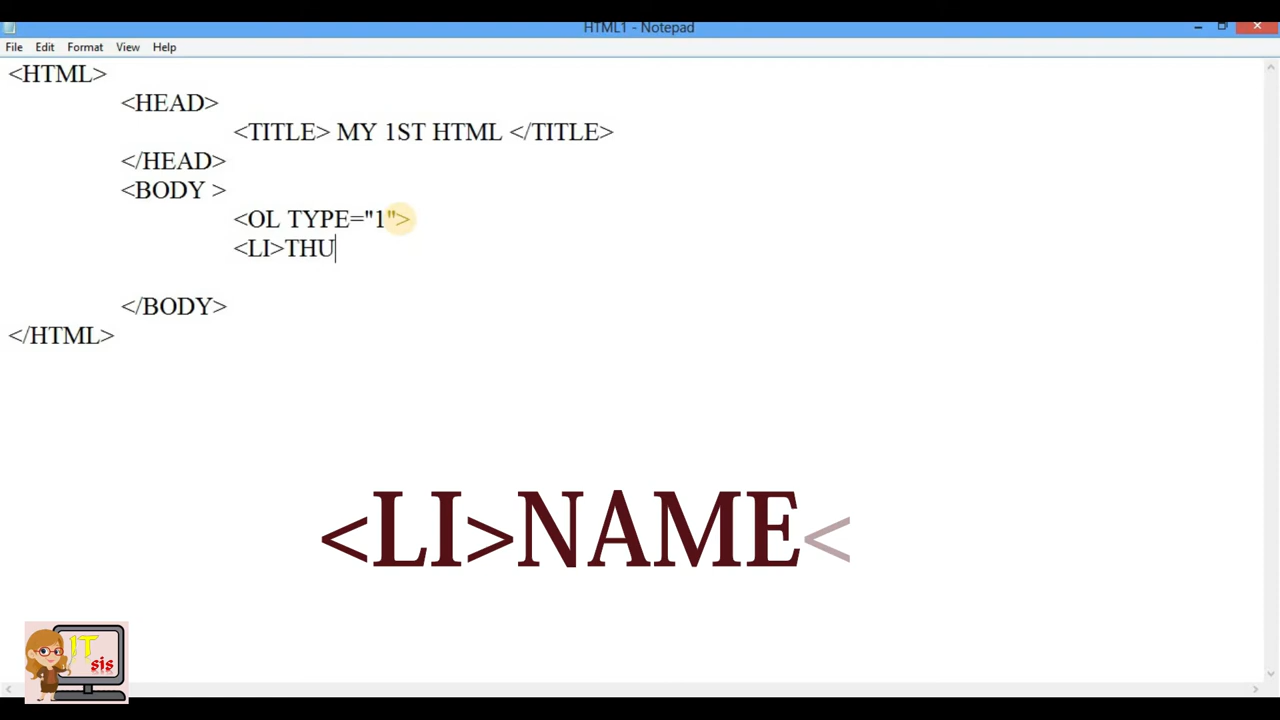 HTML1 - Notepad
File Edit Format View Help
<HTML>
<HEAD>
<TITLE> MY 1ST HTML </TITLE>
</HEAD>
<BODY >
<OL TYPE="1">
<LI>THU
</BODY>
</HTML>
<LI>NAME<
IT
sis